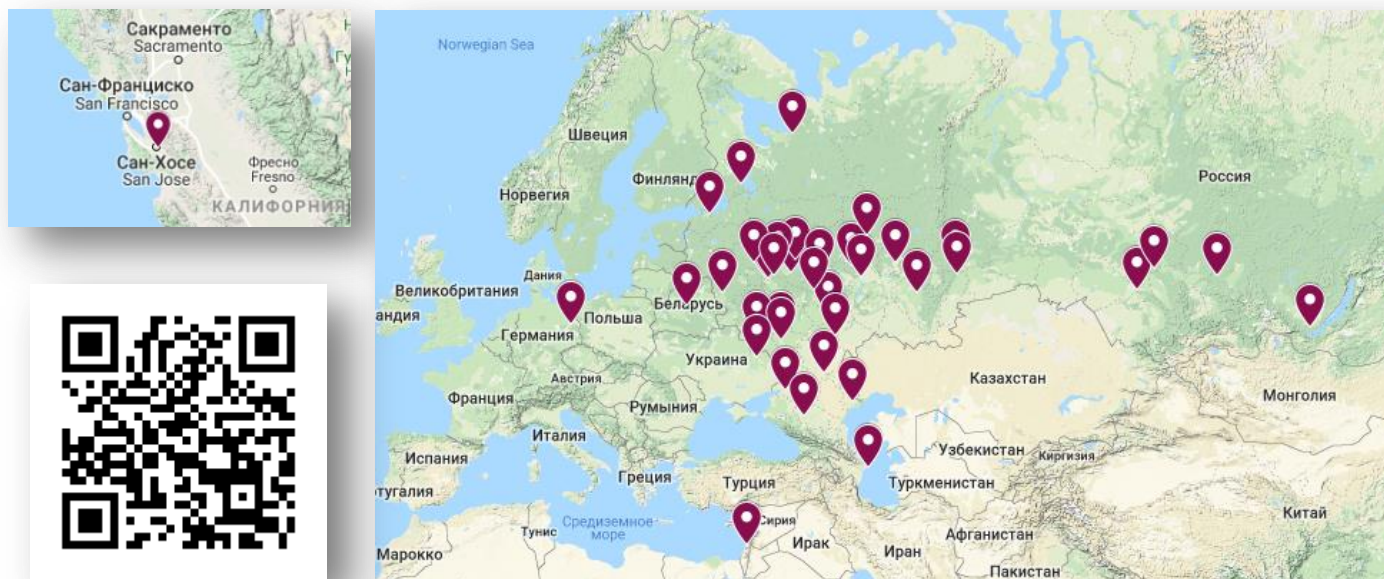 Сакраменто
Sacramento
Сан-Франциско
San Francisco
Сан-Хосе
San Jose
Фресно
Fresno
КАЛИФОРНИЯ
Norwegian Sea
Швеция
Финлянд
Норвегия
Россия
Дания
Великобритания
андия
Беларусь
Польша
Германия
Украина
Австрия
Казахстан
Франция
Румыния
Монголия
Италия
Испания
Узбекистан
Киргизия
Греция
Турция
Туркменистан
ртугалия
Средиземное
море
Сирия
Китай
Тунис
Афганистан
Ирак
Иран
Марокко
Пакистан